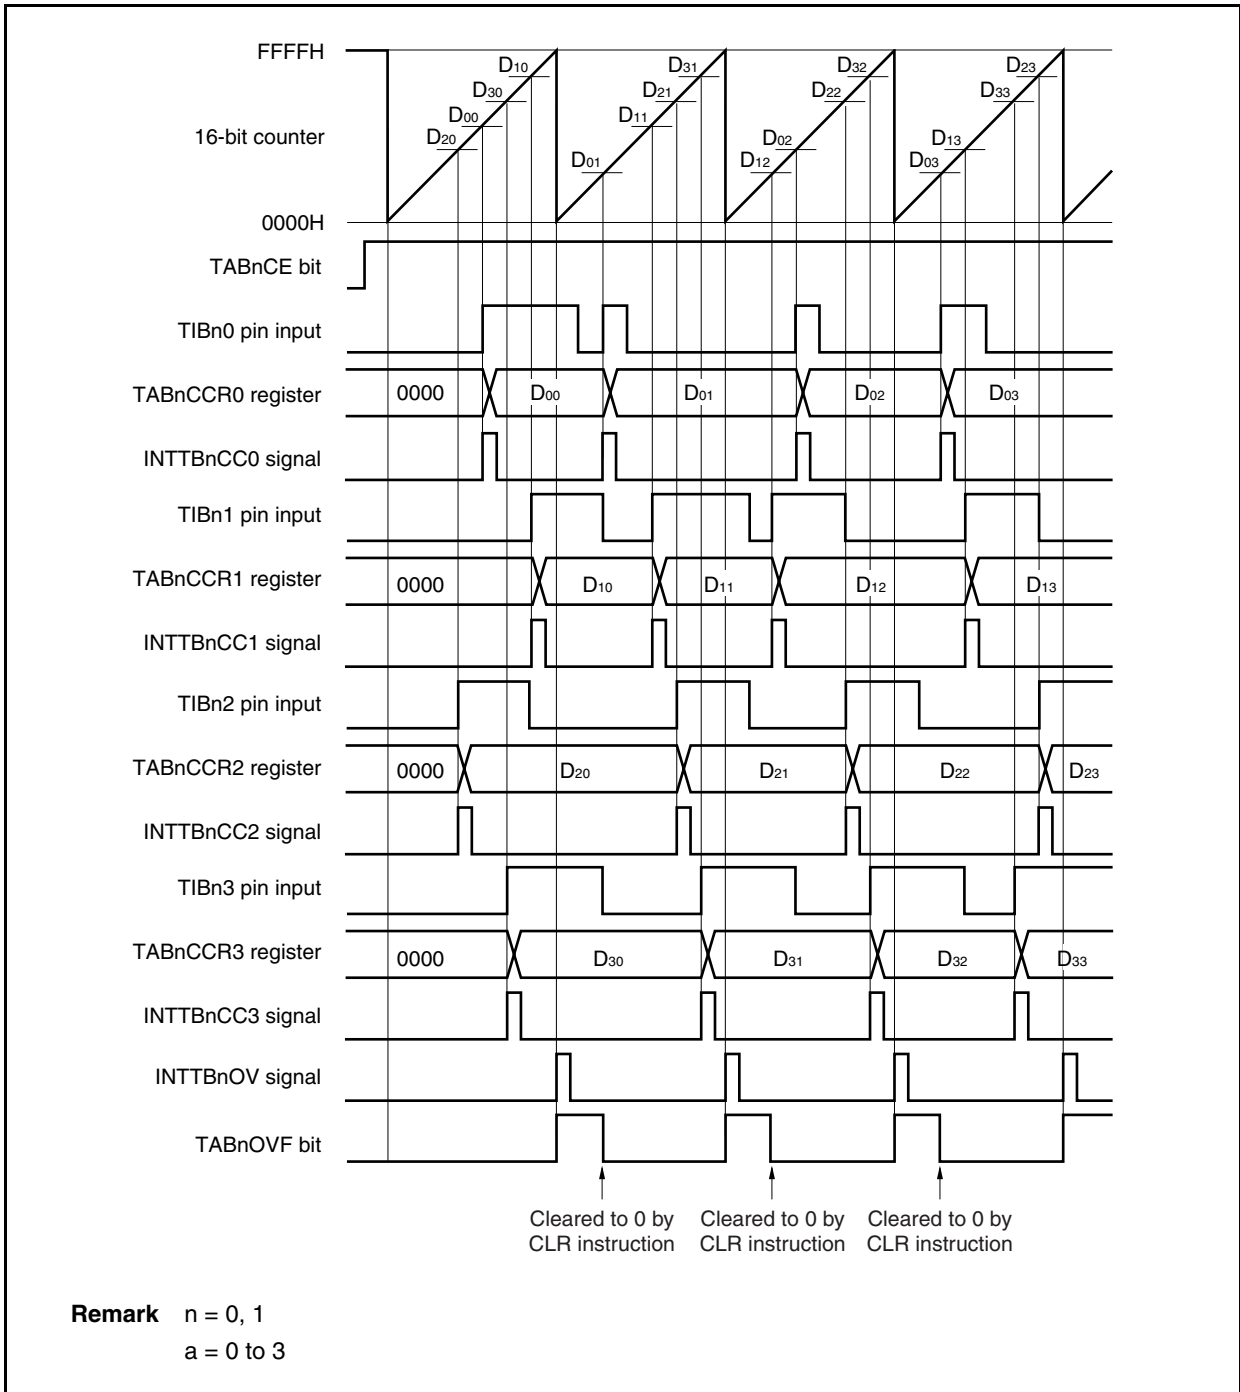 FFFFH
D10
D31
D32
D23
D30
D21
D22
D33
D00
D11
D02
D13
16-bit counter
D20
D01
D12
D03
0000H
TABnCE bit
TIBn0 pin input
TABnCCR0 register
0000
D00
D01
D02
D03
INTTBnCC0 signal
TIBn1 pin input
TABnCCR1 register
0000
D10
D11
D12
D13
INTTBnCC1 signal
TIBn2 pin input
TABnCCR2 register
0000
D20
D21
D22
D23
INTTBnCC2 signal
TIBn3 pin input
TABnCCR3 register
0000
D30
D31
D32
D33
INTTBnCC3 signal
INTTBnOV signal
TABnOVF bit
Cleared to 0 by
CLR instruction
Cleared to 0 by
CLR instruction
Cleared to 0 by
CLR instruction
Remark n = 0, 1
a = 0 to 3